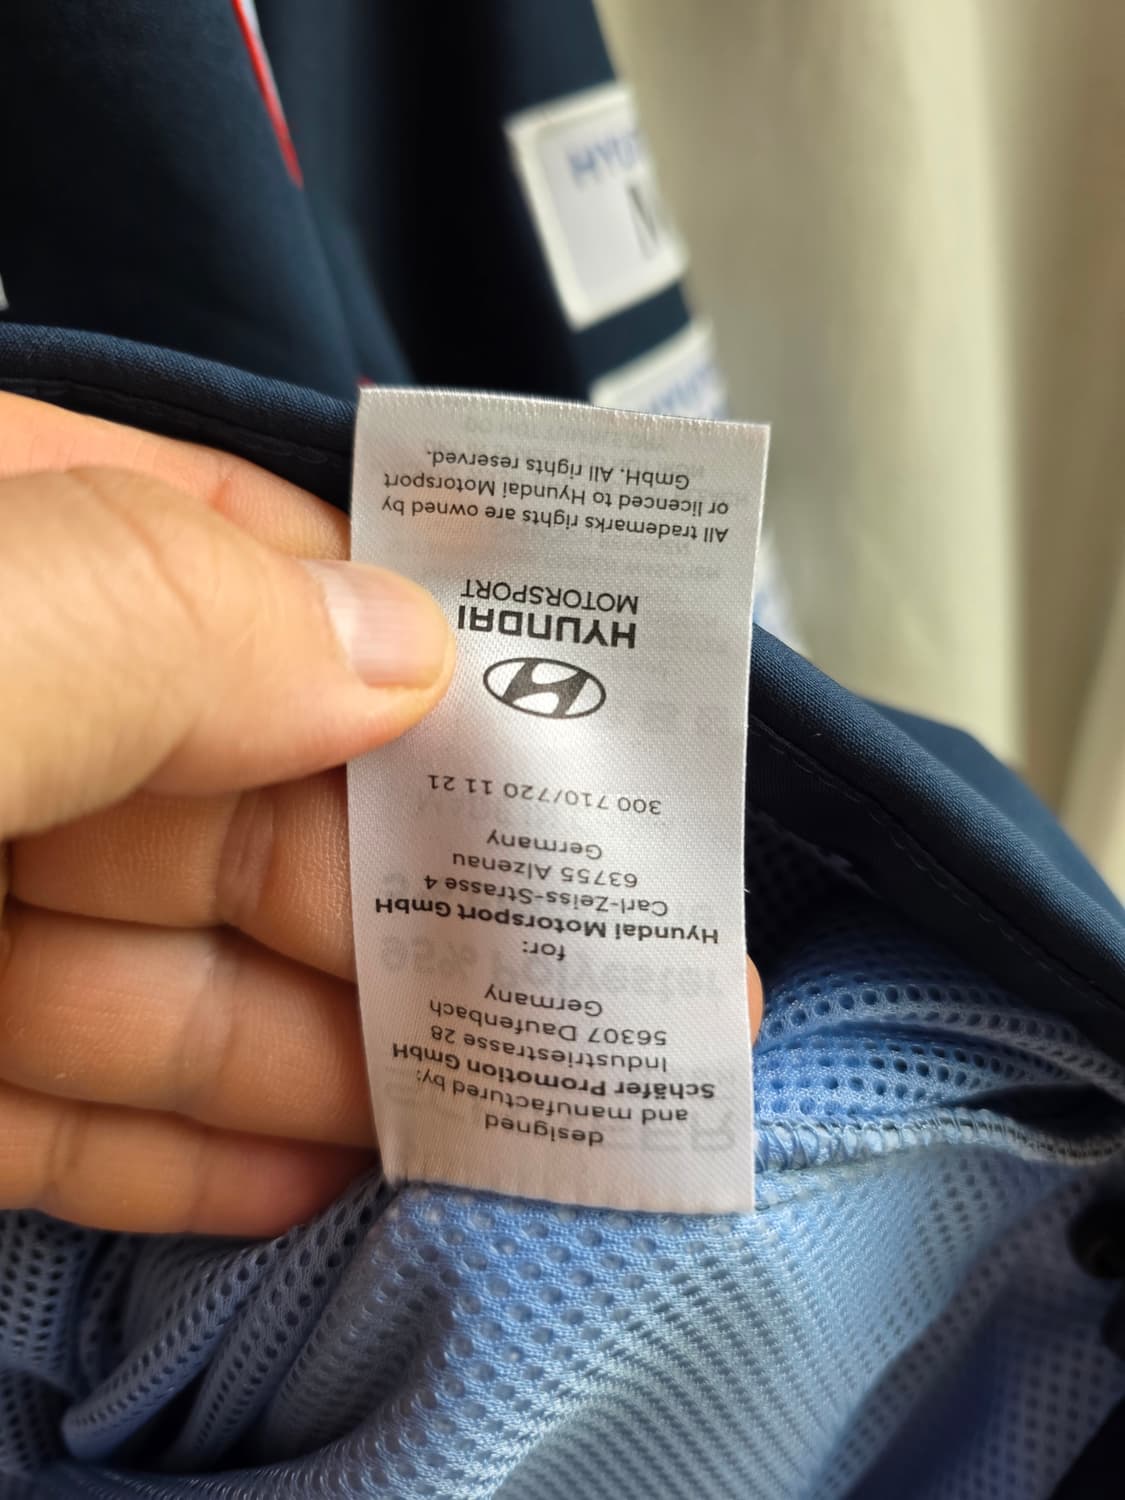 designed
and manufactured by:
Schäfer Promotion GmbH
Industriestrasse 28
56307 Daufenbach
Germany
for:
Hyundai Motorsport GmbH
Carl-Zeiss-Strasse 4
63755 Alzenau
Germany
300 710/720 11 21
HYUNDAI
MOTORSPORT
All trademarks rights are owned by
or licenced to Hyundai Motorsport
GmbH. All rights reserved.
95% Polyester